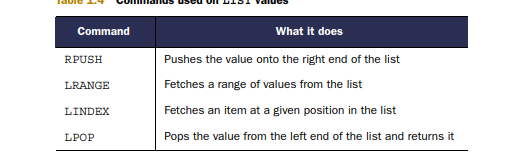 Table 1.4 Commands used on LIST values
Command What it does
RPUSH Pushes the value onto the right end of the list
LRANGE Fetches a range of values from the list
LINDEX Fetches an item at a given position in the list
LPOP Pops the value from the left end of the list and returns it